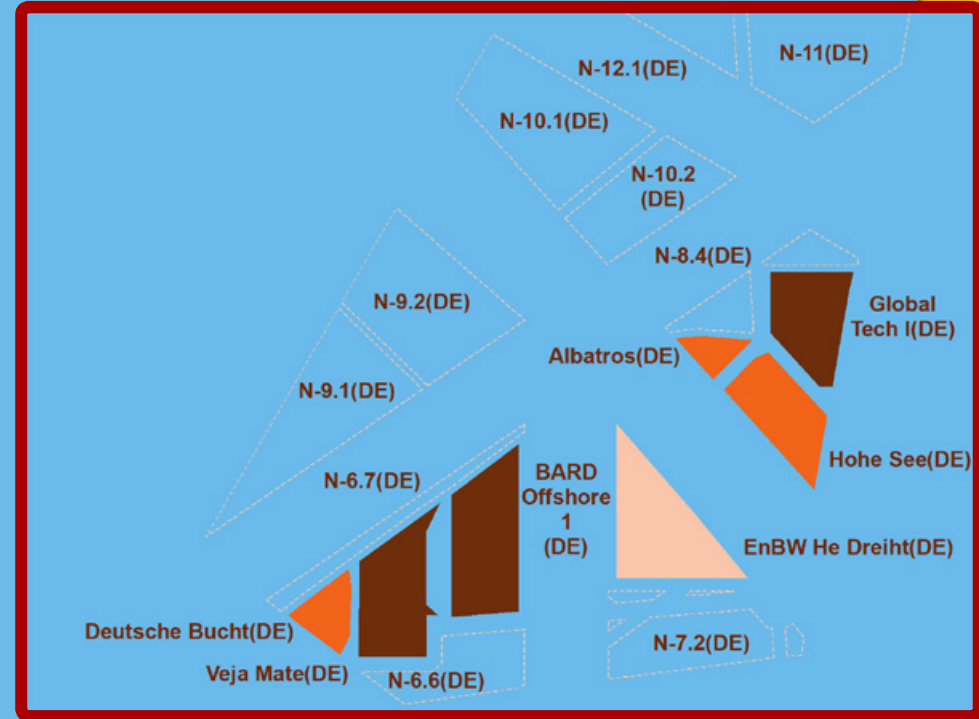 N-11(DE)
N-12.1(DE)
N-10.1(DE)
N-10.2
(DE)
N-8.4(DE)
N-9.2(DE)
Global
Tech I(DE)
Albatros(DE)
N-9.1(DE)
Hohe See(DE)
N-6.7(DE)
BARD
Offshore
1
(DE)
EnBW He Dreiht(DE)
Deutsche Bucht(DE)
N-7.2(DE)
Veja Mate(DE)
N-6.6(DE)